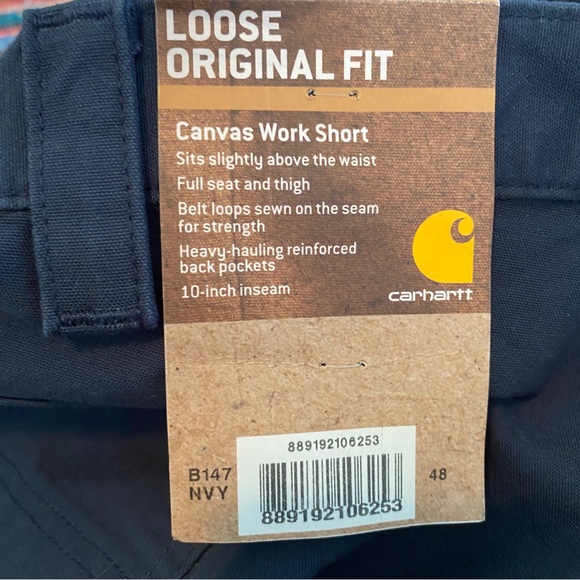 LOOSE
ORIGINAL FIT
Canvas Work Short
Sits slightly above the waist
Full seat and thigh
Belt loops sewn on the seam
for strength
Heavy-hauling reinforced
back pockets
10-inch inseam
carhartt
889192106253
B147
NVY
48
889192106253